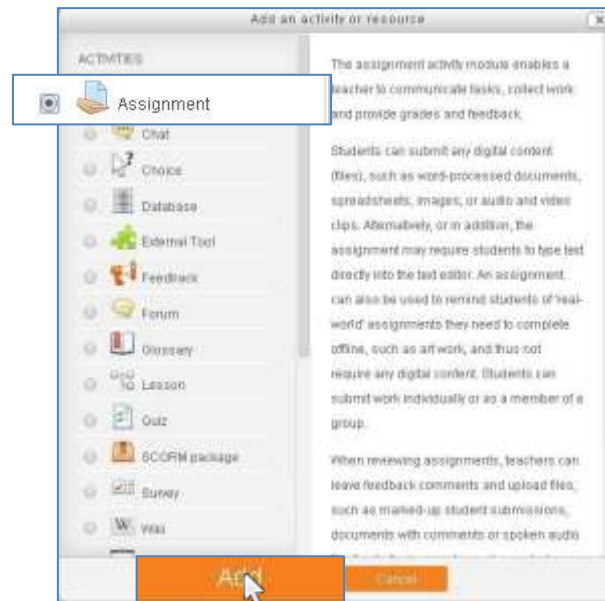 Add an activity or resource
ACTIVITIES
Assignment
Chat
Choice
Database
External Tool
Feedback
Forum
Glossary
Lesson
Quiz
SCORM package
Survey
Wiki
The assignment activity module enables a
teacher to communicate tasks, collect work
and provide grades and feedback.
Students can submit any digital content
(files), such as word-processed documents,
spreadsheets, images, or audio and video
clips. Alternatively, or in addition, the
assignment may require students to type text
directly into the text editor. An assignment
can also be used to remind students of 'real-
world' assignments they need to complete
offline, such as artwork, and thus not
require any digital content. Students can
submit work individually or as a member of a
group.
When reviewing assignments, teachers can
leave feedback comments and upload files,
such as marked-up student submissions,
documents with comments or spoken audio
Add
Cancel